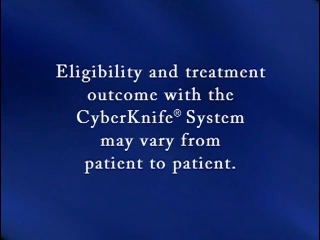 Eligibility and treatment
outcome with the
CyberKnife® System
may vary from
patient to patient.